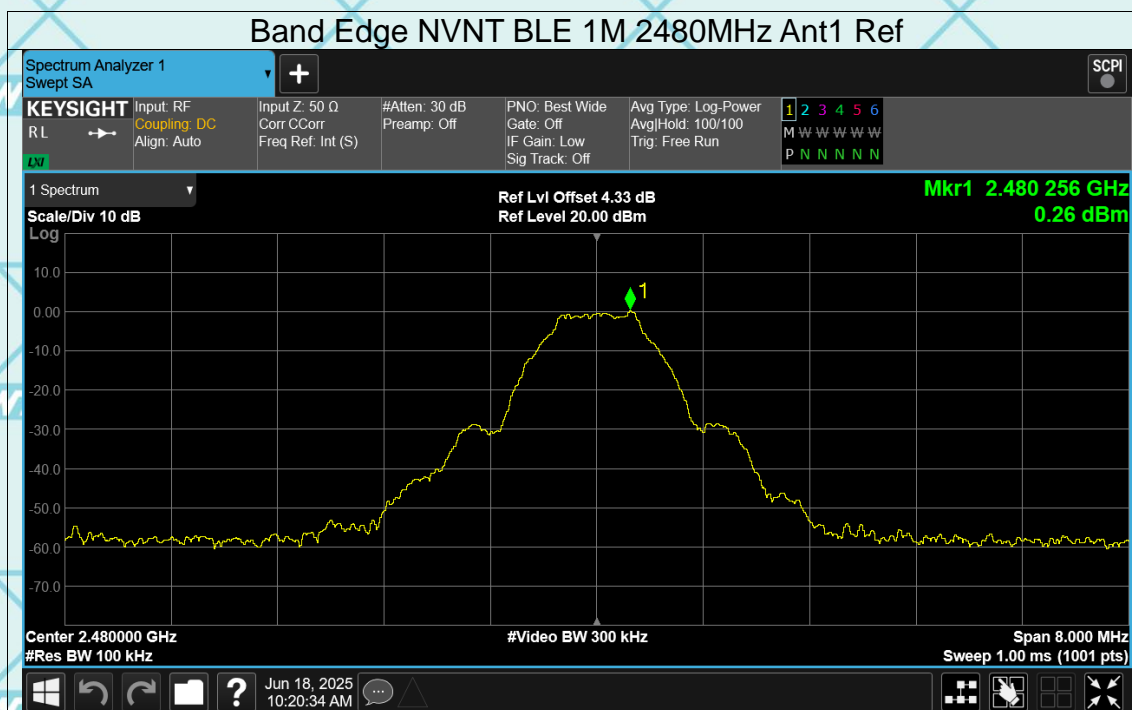 Band Edge NVNT BLE 1M 2480MHz Ant1 Ref
Spectrum Analyzer 1
Swept SA
+
SCPI
KEYSIGHT
RL
LXI
Input: RF
Coupling: DC
Align: Auto
Input Z: 50 Ω
Corr CCorr
Freq Ref: Int (S)
#Atten: 30 dB
Preamp: Off
PNO: Best Wide
Gate: Off
IF Gain: Low
Sig Track: Off
Avg Type: Log-Power
Avg|Hold: 100/100
Trig: Free Run
1 2 3 4 5 6
M W W W W W
P N N N N N
1 Spectrum
Scale/Div 10 dB
Log
Ref Lvl Offset 4.33 dB
Ref Level 20.00 dBm
Mkr1 2.480 256 GHz
0.26 dBm
1
10.0
0.00
-10.0
-20.0
-30.0
-40.0
-50.0
-60.0
-70.0
Center 2.480000 GHz
#Res BW 100 kHz
#Video BW 300 kHz
Span 8.000 MHz
Sweep 1.00 ms (1001 pts)
?
Jun 18, 2025
10:20:34 AM